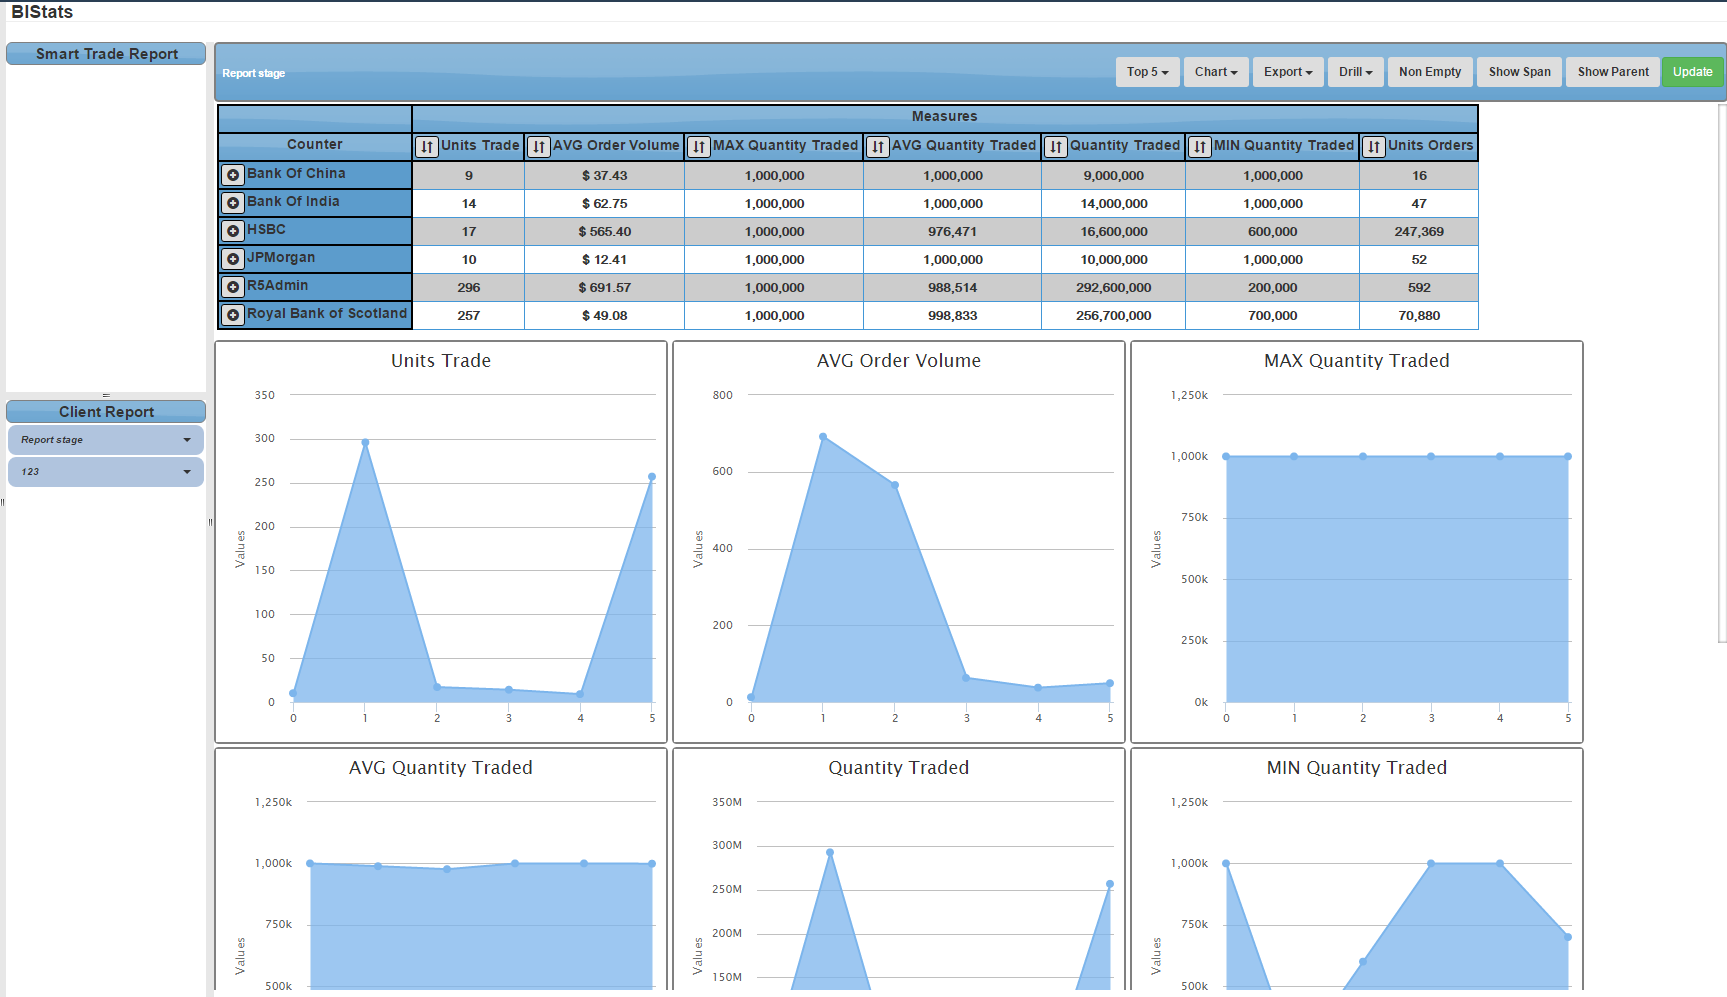 BIStats
Smart Trade Report
Report stage
Top 5 Chart Export Drill Non Empty Show Span Show Parent Update
Measures
Counter Units Trade AVG Order Volume MAX Quantity Traded AVG Quantity Traded Quantity Traded MIN Quantity Traded Units Orders
Bank Of China 9 $ 37.43 1,000,000 1,000,000 9,000,000 1,000,000 16
Bank Of India 14 $ 62.75 1,000,000 1,000,000 14,000,000 1,000,000 47
HSBC 17 $ 565.40 1,000,000 976,471 16,600,000 600,000 247,369
JPMorgan 10 $ 12.41 1,000,000 1,000,000 10,000,000 1,000,000 52
R5Admin 296 $ 691.57 1,000,000 988,514 292,600,000 200,000 592
Royal Bank of Scotland 257 $ 49.08 1,000,000 998,833 256,700,000 700,000 70,880
Client Report
Report stage
123
Units Trade
Values
350
300
250
200
150
100
50
0
0 1 2 3 4 5
AVG Order Volume
Values
800
600
400
200
0
0 1 2 3 4 5
MAX Quantity Traded
Values
1,250k
1,000k
750k
500k
250k
0k
0 1 2 3 4 5
AVG Quantity Traded
Values
1,250k
1,000k
750k
500k
Quantity Traded
Values
350M
300M
250M
200M
150M
MIN Quantity Traded
Values
1,250k
1,000k
750k
500k